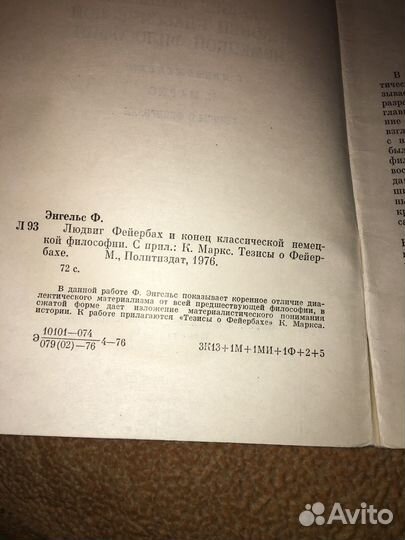 Энгельс Ф.
Л 93 Людвиг Фейербах и конец классической немец-
кой философии. С прил.: К. Маркс. Тезисы о Фейер-
бахе. М., Политиздат, 1976.
72 с.
В данной работе Ф. Энгельс показывает коренное отличие диа-
лектического материализма от всей предшествующей философии, в
сжатой форме дает изложение материалистического понимания
истории. К работе прилагаются «Тезисы о Фейербахе» К. Маркса.
10101—074
Э 4—76
079(02)—76
3К13+1М+1МИ+1Ф+2+5
Avito